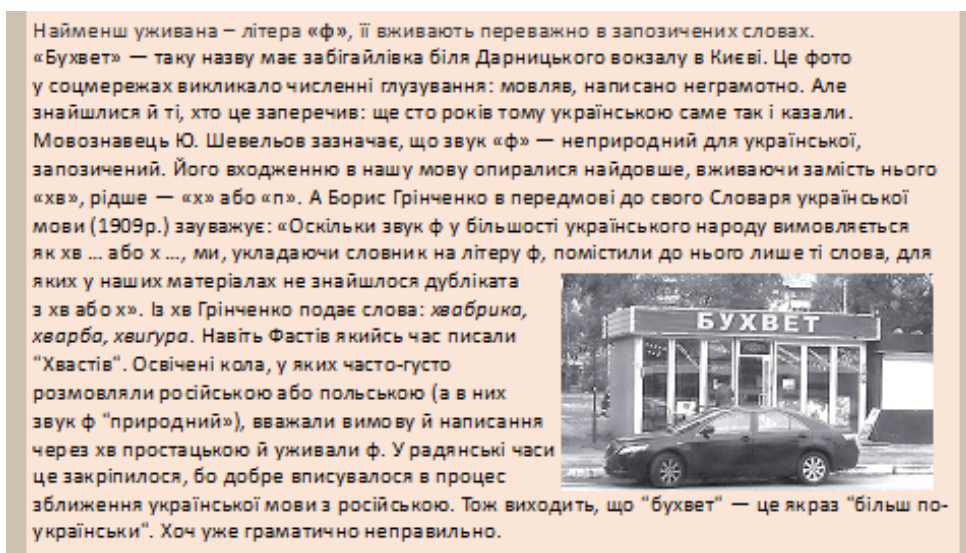 Найменш уживана – літера «ф», її вживають переважно в запозичених словах.
«Бухвет» — таку назву має забігайлівка біля Дарницького вокзалу в Києві. Це фото
у соцмережах викликало численні глузування: мовляв, написано неграмотно. Але
знайшлися й ті, хто це заперечив: ще сто років тому українською саме так і казали.
Мовознавець Ю. Шевельов зазначає, що звук «ф» — неприродний для української,
запозичений. Його входженню в нашу мову опиралися найдовше, вживаючи замість нього
«хв», рідше — «х» або «п». А Борис Грінченко в передмові до свого Словаря української
мови (1909р.) зауважує: «Оскільки звук ф у більшості українського народу вимовляється
як хв ... або х ..., ми, укладаючи словник на літеру ф, помістили до нього лише ті слова, для
яких у наших матеріалах не знайшлося дубліката
з хв або х». Із хв Грінченко подає слова: хвабрика,
хварба, хвиґура. Навіть Фастів якийсь час писали
"Хвастів". Освічені кола, у яких часто-густо
розмовляли російською або польською (а в них
звук ф "природний»), вважали вимову й написання
через хв простацькою й уживали ф. У радянські часи
це закріпилося, бо добре вписувалося в процес
зближення української мови з російською. Тож виходить, що "бухвет" — це якраз "більш по-
українськи". Хоч уже граматично неправильно.
БУХВЕТ